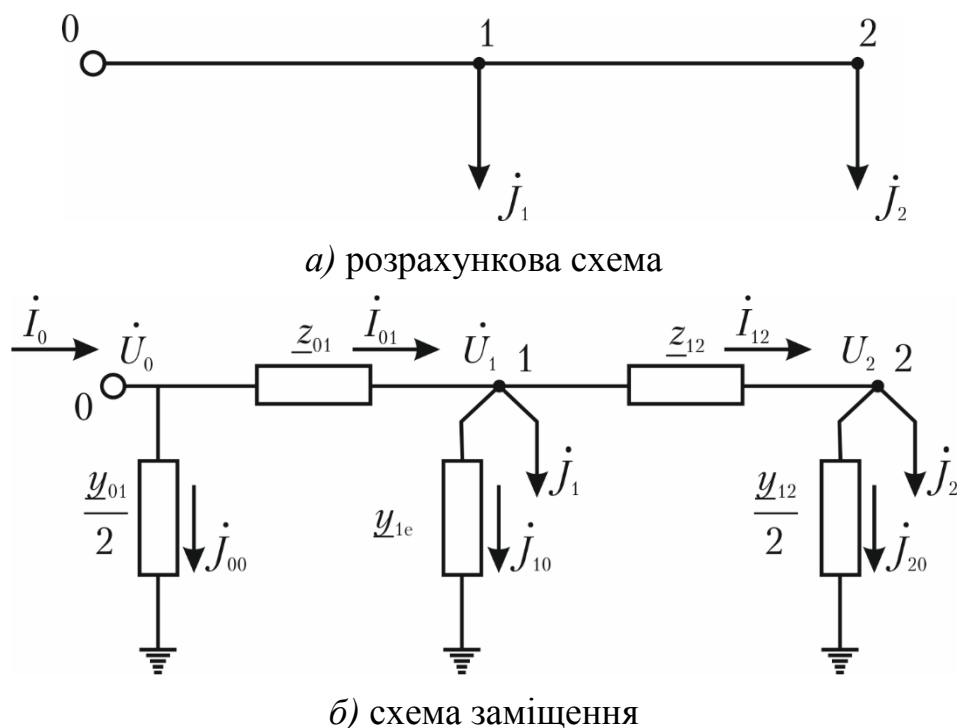 0 1 2
J̇₁ J̇₂
а) розрахункова схема
İ₀ U̇₀ z₀₁ İ₀₁ U̇₁ 1 z₁₂ İ₁₂ U₂ 2
0
y₀₁/2 J̇₀₀ y₁ₑ J̇₁₀ J̇₁ y₁₂/2 J̇₂₀ J̇₂
б) схема заміщення